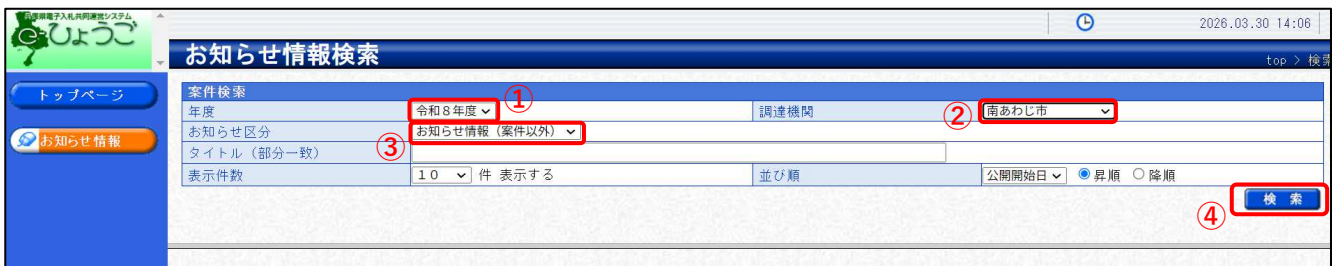 兵庫県電子入札共同運営システム
eひょうご
2026.03.30 14:06
お知らせ情報検索
top > 検索
トップページ
お知らせ情報
案件検索
年度 令和８年度 ① 調達機関 ② 南あわじ市
お知らせ区分 お知らせ情報（案件以外）
③
タイトル（部分一致）
表示件数 １０ 件 表示する 並び順 公開開始日 昇順 降順
検 索
④